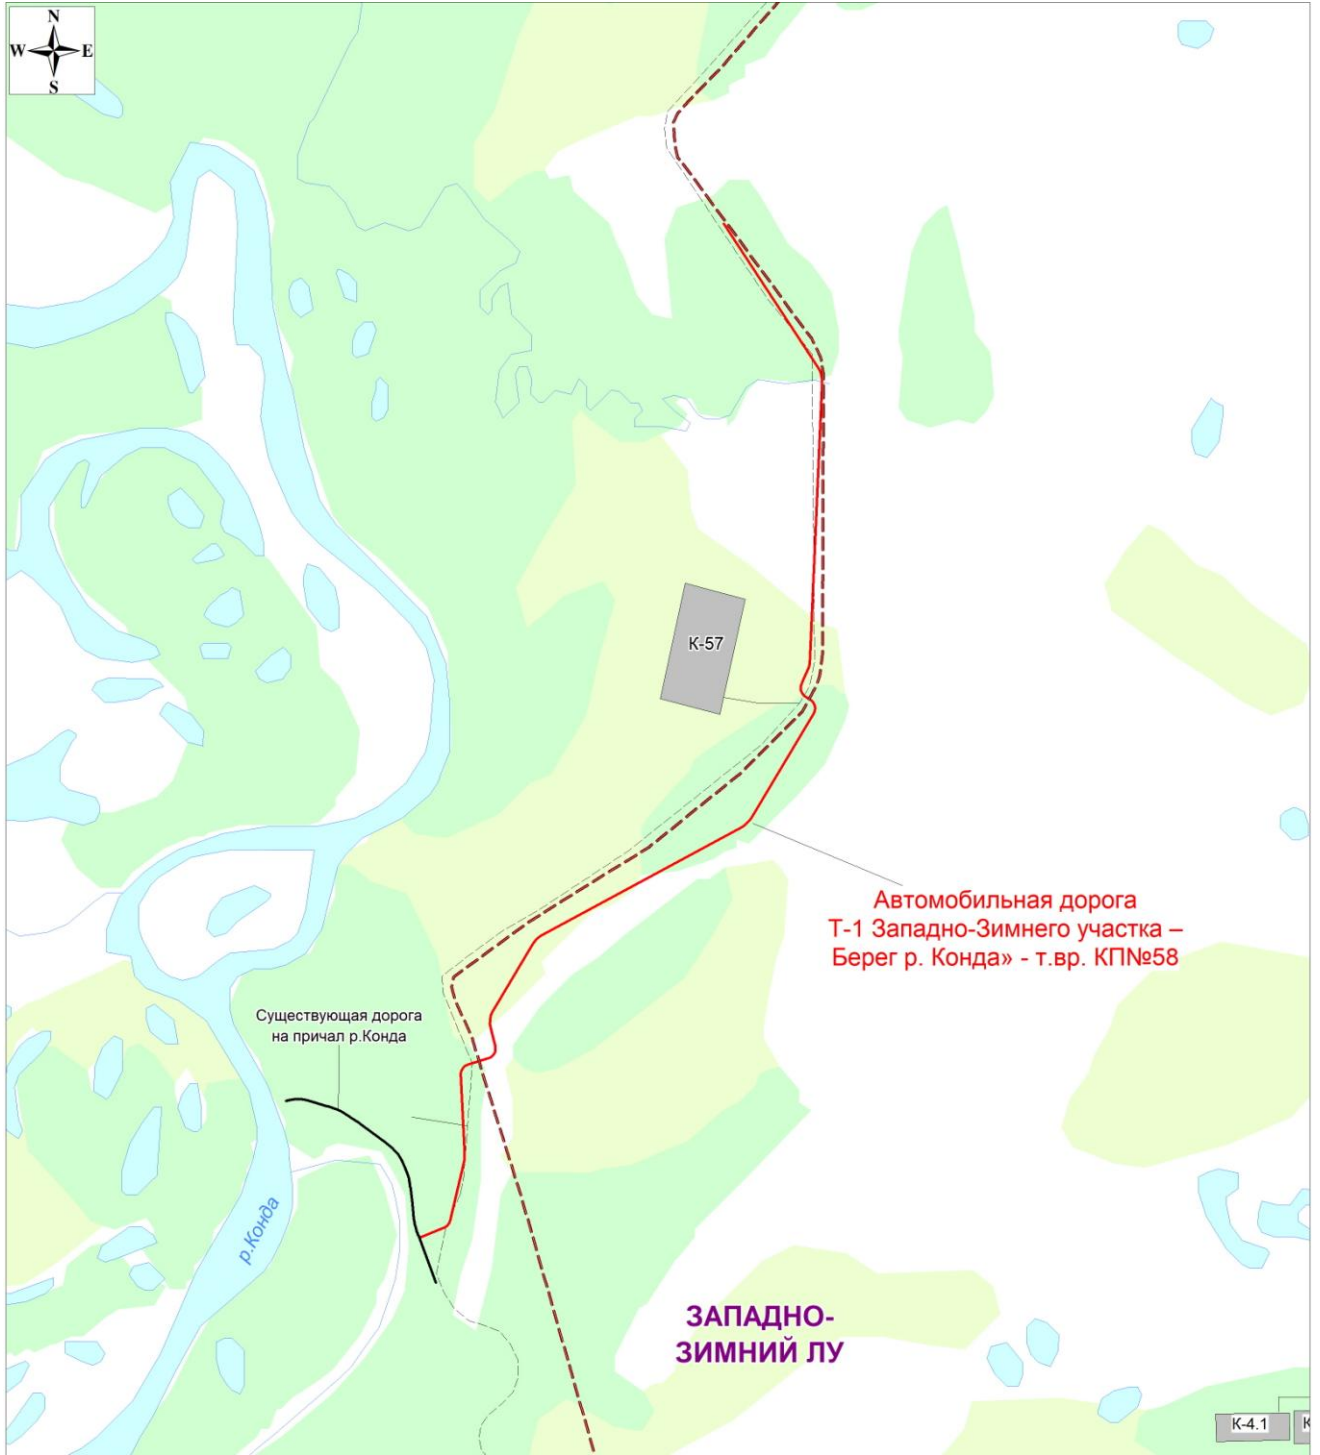 N
W E
S
К-57
Автомобильная дорога
Т-1 Западно-Зимнего участка –
Берег р. Конда» - т.вр. КП№58
Существующая дорога
на причал р.Конда
р.Конда
ЗАПАДНО-
ЗИМНИЙ ЛУ
К-4.1